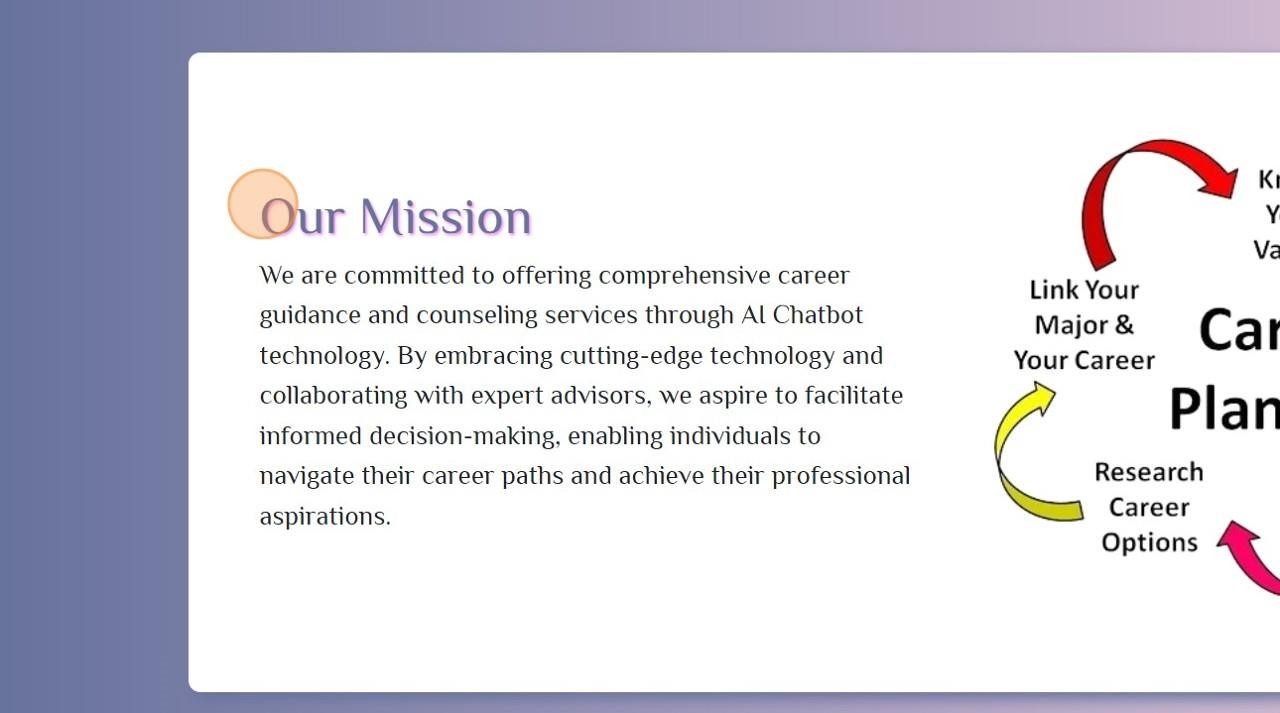 Our Mission
We are committed to offering comprehensive career
guidance and counseling services through AI Chatbot
technology. By embracing cutting-edge technology and
collaborating with expert advisors, we aspire to facilitate
informed decision-making, enabling individuals to
navigate their career paths and achieve their professional
aspirations.
Link Your
Major &
Your Career
Research
Career
Options